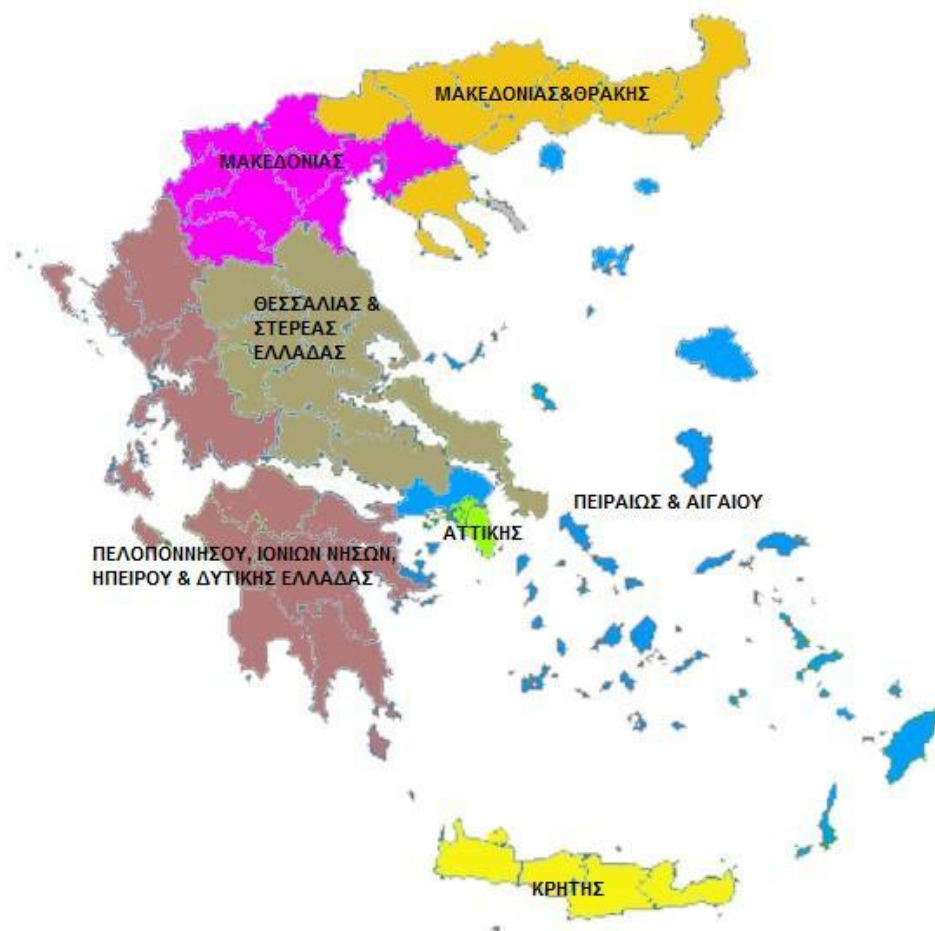 ΜΑΚΕΔΟΝΙΑΣ&ΘΡΑΚΗΣ
ΜΑΚΕΔΟΝΙΑΣ
ΘΕΣΣΑΛΙΑΣ &
ΣΤΕΡΕΑΣ
ΕΛΛΑΔΑΣ
ΠΕΙΡΑΙΩΣ & ΑΙΓΑΙΟΥ
ΑΤΤΙΚΗΣ
ΠΕΛΟΠΟΝΝΗΣΟΥ, ΙΟΝΙΩΝ ΝΗΣΩΝ,
ΗΠΕΙΡΟΥ & ΔΥΤΙΚΗΣ ΕΛΛΑΔΑΣ
ΚΡΗΤΗΣ